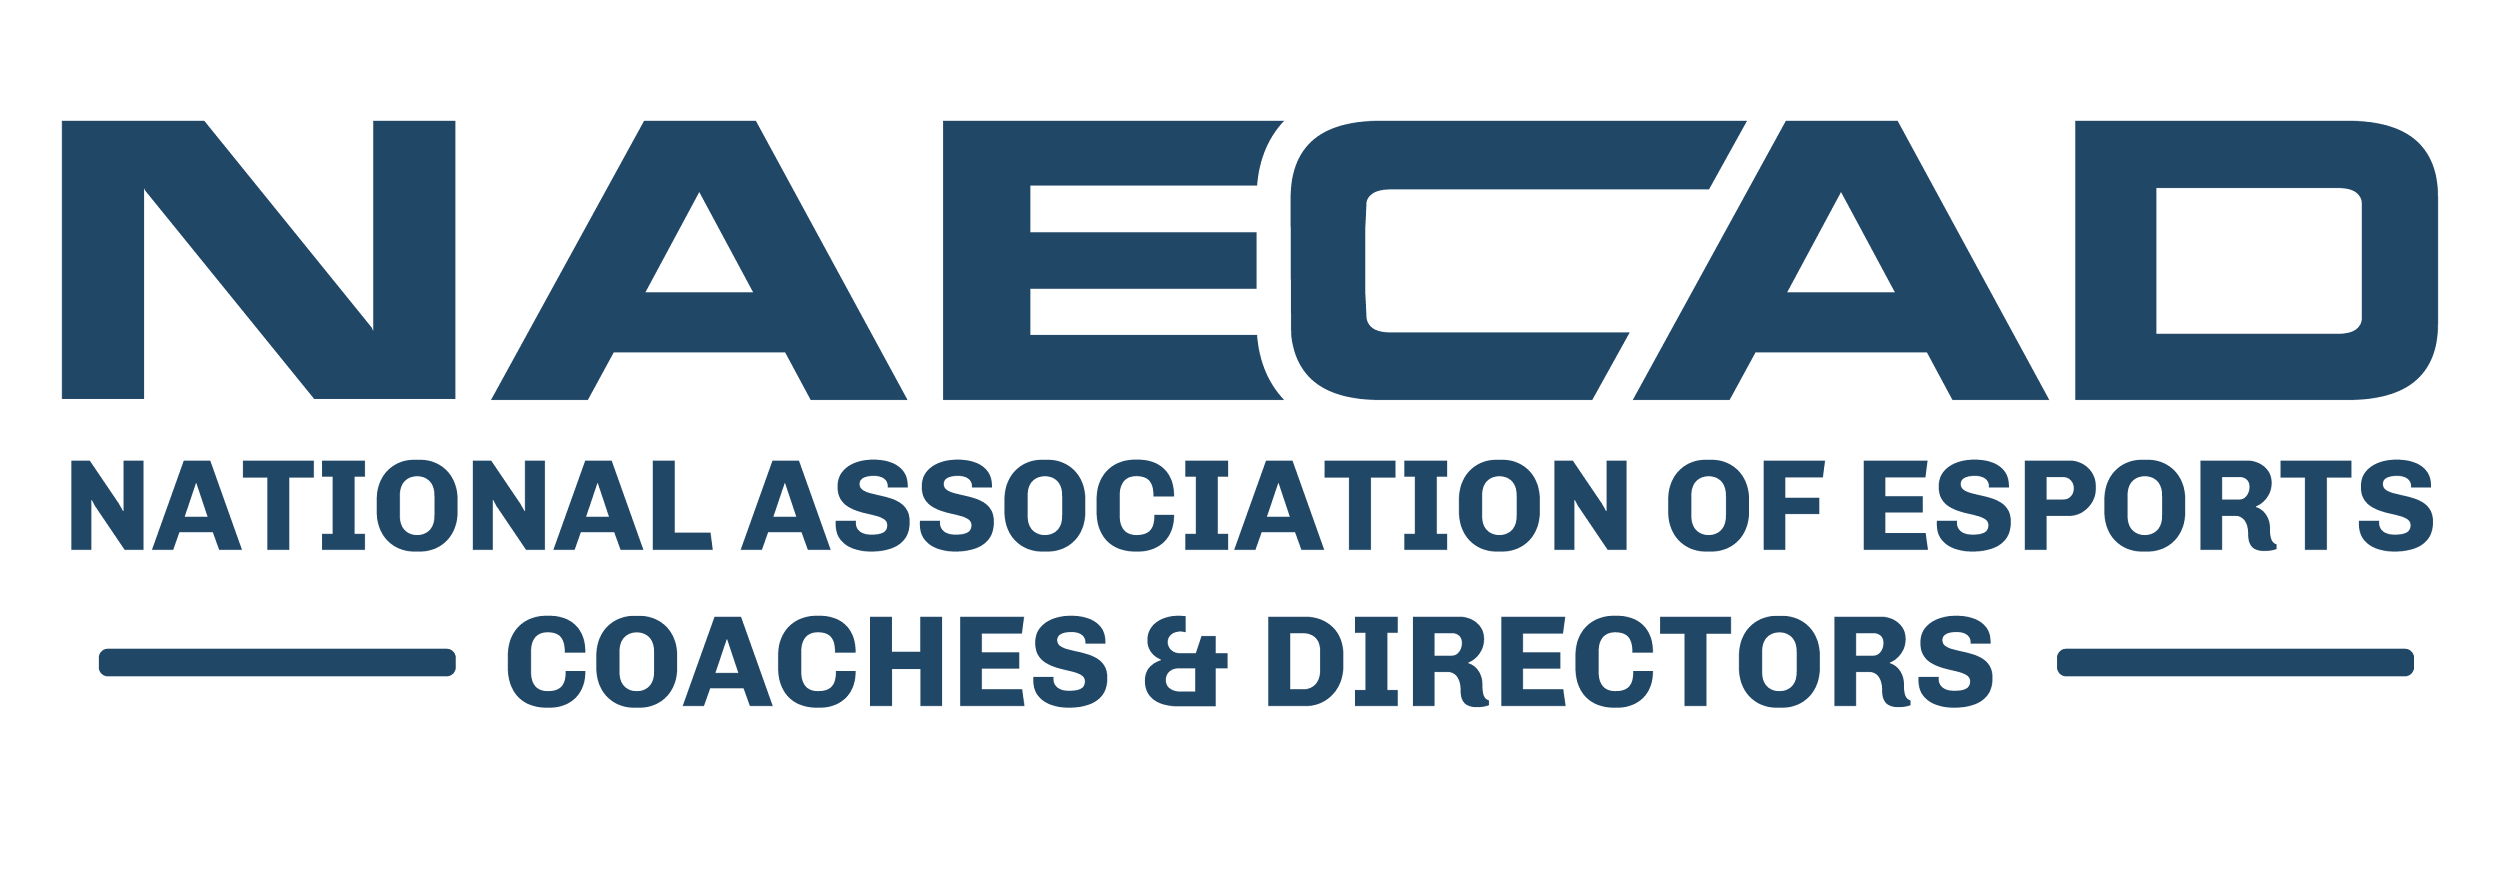 NAECAD
NATIONAL ASSOCIATION OF ESPORTS
COACHES & DIRECTORS